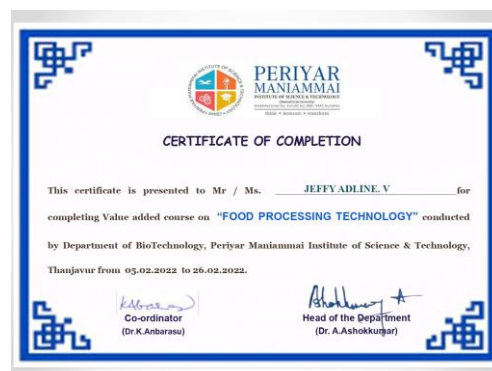 PERIYAR
MANIAMMAI
INSTITUTE OF SCIENCE & TECHNOLOGY
think • innovate • transform
CERTIFICATE OF COMPLETION
This certificate is presented to Mr / Ms. JEFFY ADLINE. V for
completing Value added course on "FOOD PROCESSING TECHNOLOGY" conducted
by Department of BioTechnology, Periyar Maniammai Institute of Science & Technology,
Thanjavur from 05.02.2022 to 26.02.2022.
Co-ordinator
(Dr.K.Anbarasu)
Head of the Department
(Dr. A.Ashokkumar)